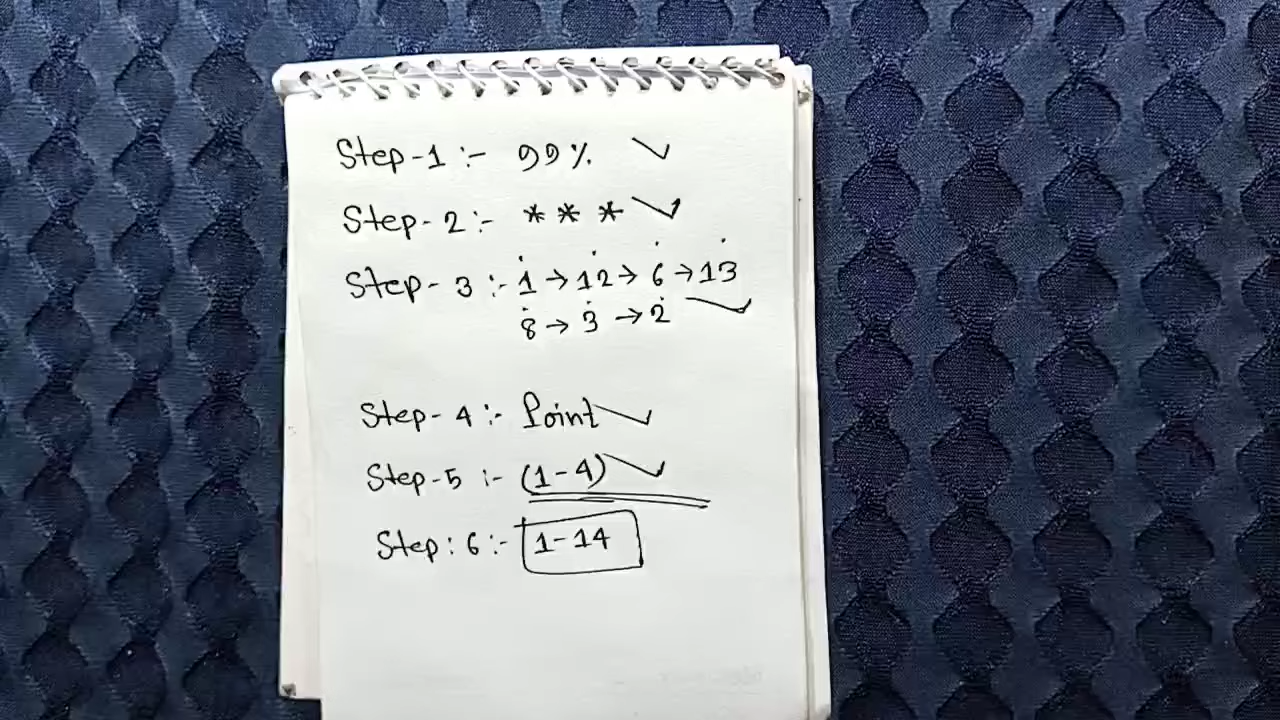 Step-1 :- 99%
Step-2 :- * * *
Step-3 :- 1 → 12 → 6 → 13
8 → 3 → 2
Step-4 :- Point
Step-5 :- (1-4)
Step: 6 :- 1-14